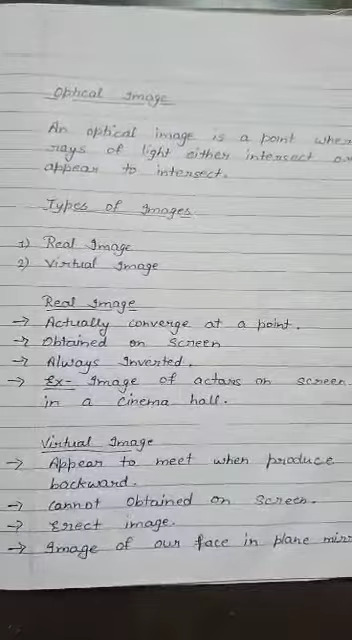 Optical Image
An optical image is a point when
rays of light either intersect or
appear to intersect.
Types of Images
1) Real Image
2) Virtual Image
Real Image
→ Actually converge at a point.
→ Obtained on screen
→ Always Inverted.
→ Ex- Image of actars on screen
in a cinema hall.
Virtual Image
→ Appear to meet when produce
backward.
→ cannot obtained on screen.
→ Erect image.
→ Image of our face in plane mirr